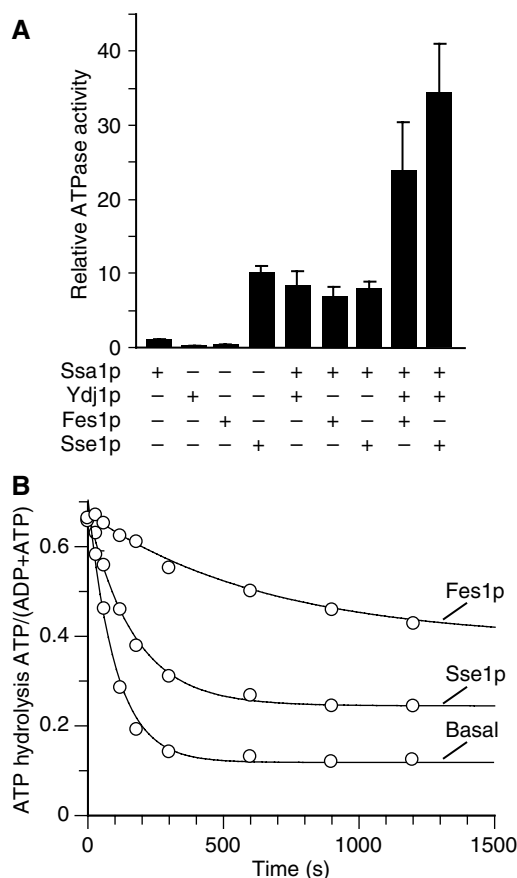 A
Relative ATPase activity
40
30
20
10
0
Ssa1p + – – – + + + + +
Ydj1p – + – – + – – + +
Fes1p – – + – – + – + –
Sse1p – – – + – – + – +
B
ATP hydrolysis ATP/(ADP+ATP)
0.6
0.4
0.2
0
Fes1p
Sse1p
Basal
0 500 1000 1500
Time (s)